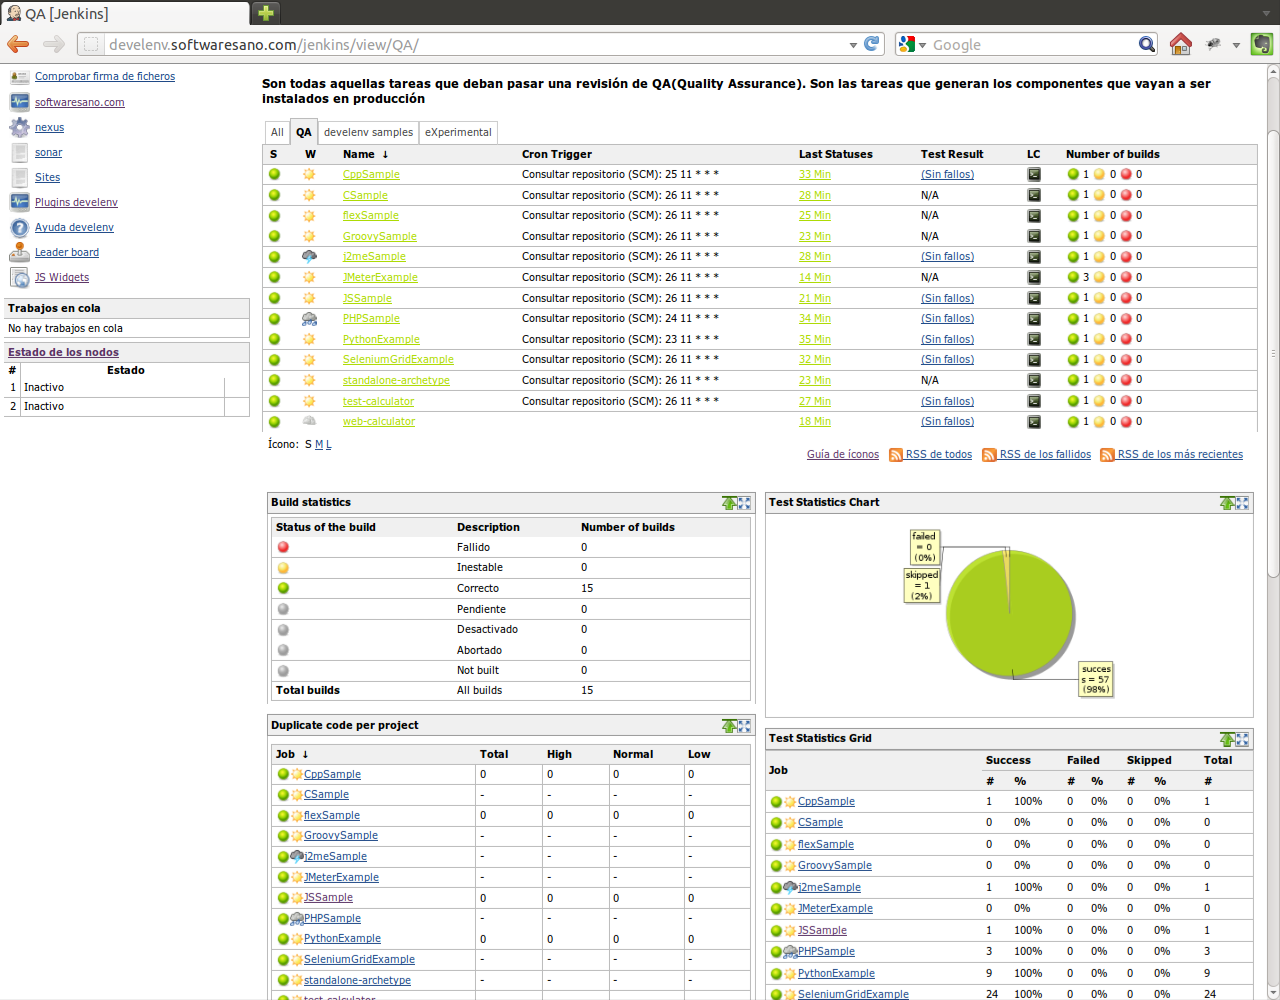 QA [Jenkins]
develenv.softwaresano.com/jenkins/view/QA/
Google
Comprobar firma de ficheros
softwaresano.com
nexus
sonar
Sites
Plugins develenv
Ayuda develenv
Leader board
JS Widgets
Trabajos en cola
No hay trabajos en cola
Estado de los nodos
# Estado
1 Inactivo
2 Inactivo
Son todas aquellas tareas que deban pasar una revisión de QA(Quality Assurance). Son las tareas que generan los componentes que vayan a ser
instalados en producción
All QA develenv samples eXperimental
S W Name ↓ Cron Trigger Last Statuses Test Result LC Number of builds
CppSample Consultar repositorio (SCM): 25 11 * * * 33 Min (Sin fallos) 1 0 0
CSample Consultar repositorio (SCM): 26 11 * * * 28 Min N/A 1 0 0
flexSample Consultar repositorio (SCM): 26 11 * * * 25 Min N/A 1 0 0
GroovySample Consultar repositorio (SCM): 26 11 * * * 23 Min N/A 1 0 0
j2meSample Consultar repositorio (SCM): 26 11 * * * 28 Min (Sin fallos) 1 0 0
JMeterExample Consultar repositorio (SCM): 26 11 * * * 14 Min N/A 3 0 0
JSSample Consultar repositorio (SCM): 26 11 * * * 21 Min (Sin fallos) 1 0 0
PHPSample Consultar repositorio (SCM): 24 11 * * * 34 Min (Sin fallos) 1 0 0
PythonExample Consultar repositorio (SCM): 23 11 * * * 35 Min (Sin fallos) 1 0 0
SeleniumGridExample Consultar repositorio (SCM): 26 11 * * * 32 Min (Sin fallos) 1 0 0
standalone-archetype Consultar repositorio (SCM): 26 11 * * * 23 Min N/A 1 0 0
test-calculator Consultar repositorio (SCM): 26 11 * * * 27 Min (Sin fallos) 1 0 0
web-calculator 18 Min (Sin fallos) 1 0 0
Ícono: S M L
Guía de íconos RSS de todos RSS de los fallidos RSS de los más recientes
Build statistics
Status of the build Description Number of builds
Fallido 0
Inestable 0
Correcto 15
Pendiente 0
Desactivado 0
Abortado 0
Not built 0
Total builds All builds 15
Test Statistics Chart
failed
= 0
(0%)
skipped
= 1
(2%)
succes
s = 57
(98%)
Duplicate code per project
Job ↓ Total High Normal Low
CppSample 0 0 0 0
CSample - - - -
flexSample 0 0 0 0
GroovySample - - - -
j2meSample - - - -
JMeterExample - - - -
JSSample 0 0 0 0
PHPSample - - - -
PythonExample 0 0 0 0
SeleniumGridExample - - - -
standalone-archetype - - - -
test-calculator
Test Statistics Grid
Job Success Failed Skipped Total
# % # % # % #
CppSample 1 100% 0 0% 0 0% 1
CSample 0 0% 0 0% 0 0% 0
flexSample 0 0% 0 0% 0 0% 0
GroovySample 0 0% 0 0% 0 0% 0
j2meSample 1 100% 0 0% 0 0% 1
JMeterExample 0 0% 0 0% 0 0% 0
JSSample 1 100% 0 0% 0 0% 1
PHPSample 3 100% 0 0% 0 0% 3
PythonExample 9 100% 0 0% 0 0% 9
SeleniumGridExample 24 100% 0 0% 0 0% 24